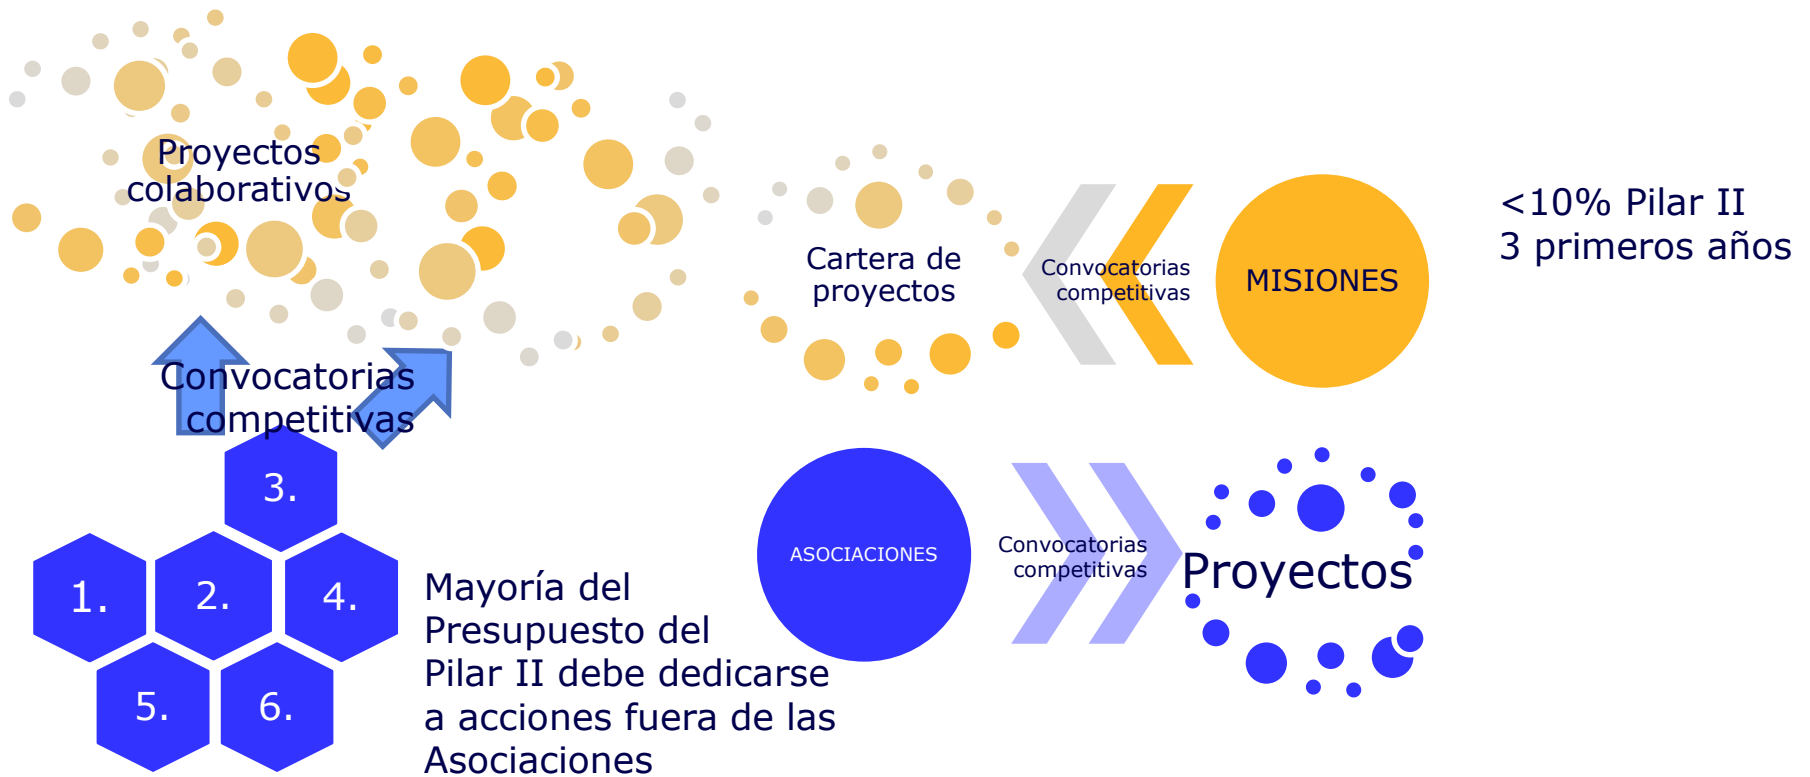 Proyectos
colaborativos
Convocatorias
competitivas
3.
1.
2.
4.
5.
6.
Mayoría del
Presupuesto del
Pilar II debe dedicarse
a acciones fuera de las
Asociaciones
Cartera de
proyectos
Convocatorias
competitivas
MISIONES
<10% Pilar II
3 primeros años
ASOCIACIONES
Convocatorias
competitivas
Proyectos